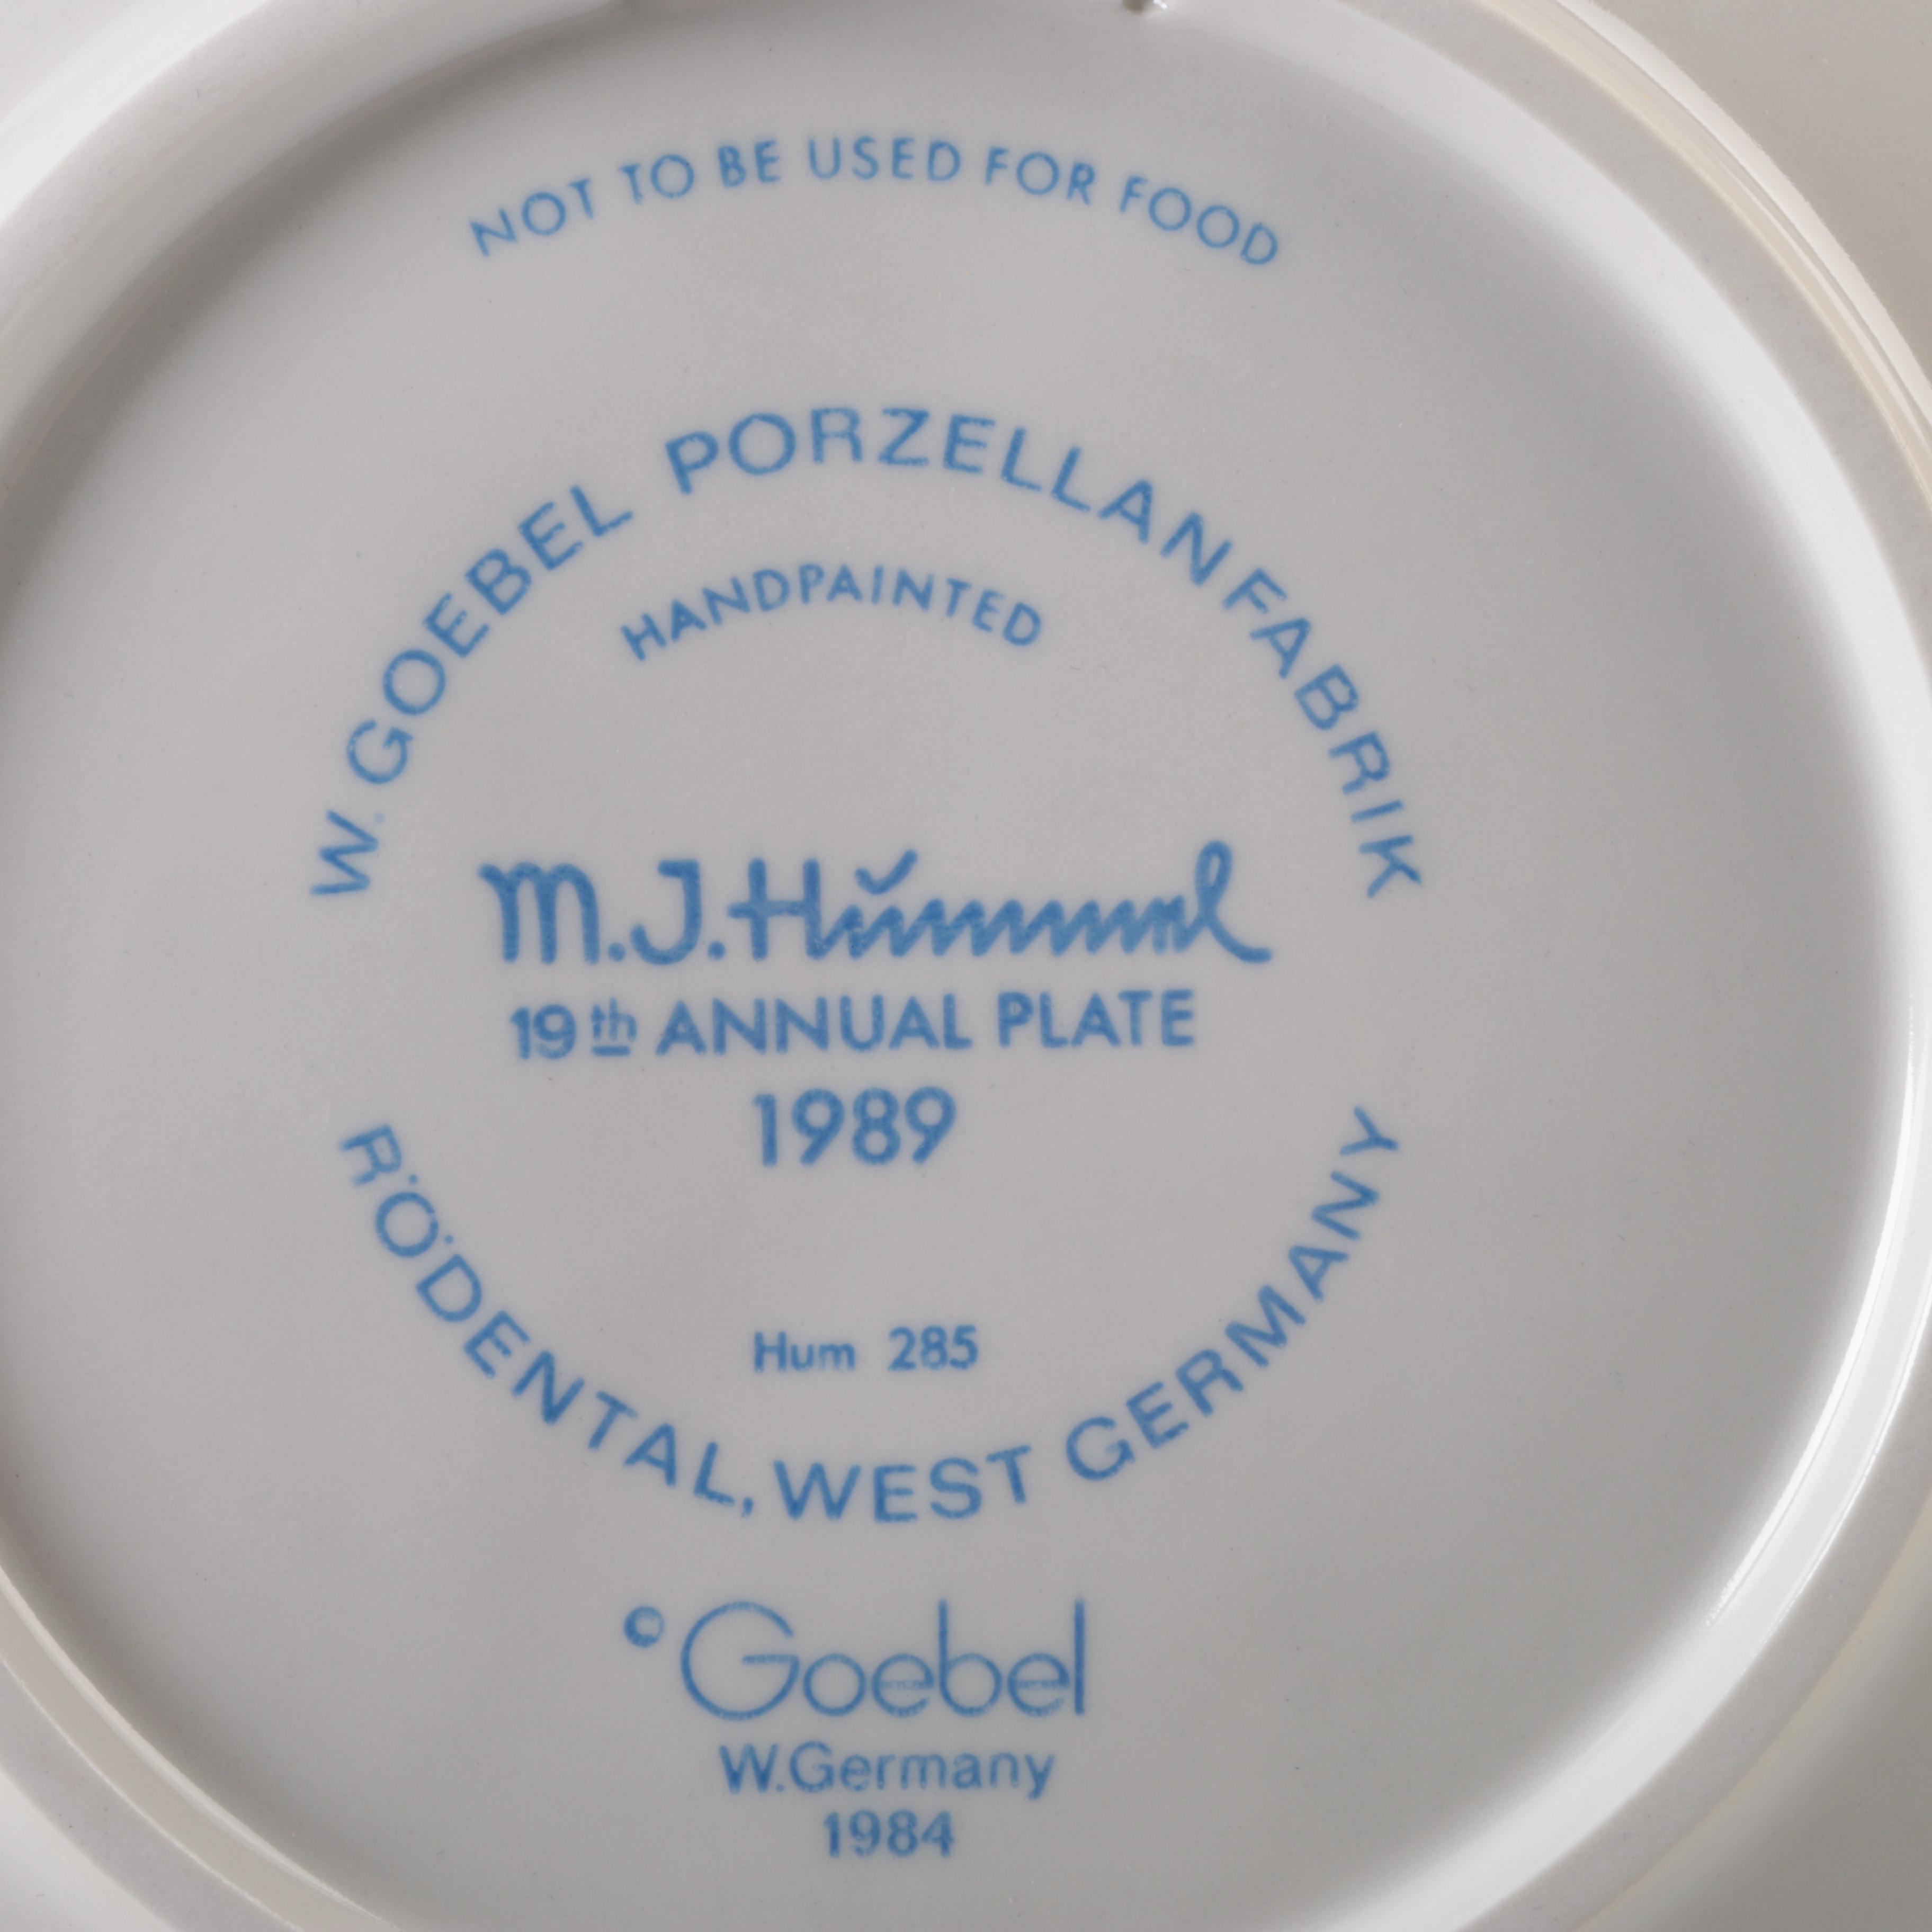 NOT TO BE USED FOR FOOD
W. GOEBEL PORZELLANFABRIK
HANDPAINTED
M.J.Hŭmmel
19th ANNUAL PLATE
1989
Hum 285
RÖDENTAL, WEST GERMANY
© Goebel
W.Germany
1984